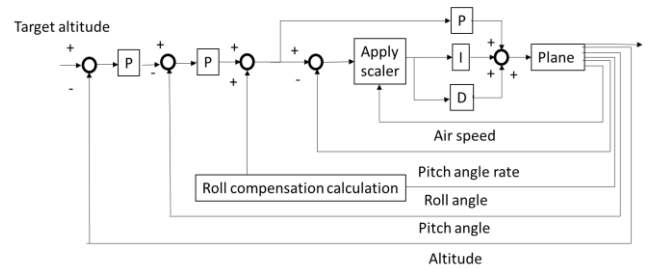 Target altitude
+
-
P
+
-
P
+
+
+
-
Apply
scaler
P
I
D
+
+
+
Plane
Air speed
Pitch angle rate
Roll compensation calculation
Roll angle
Pitch angle
Altitude